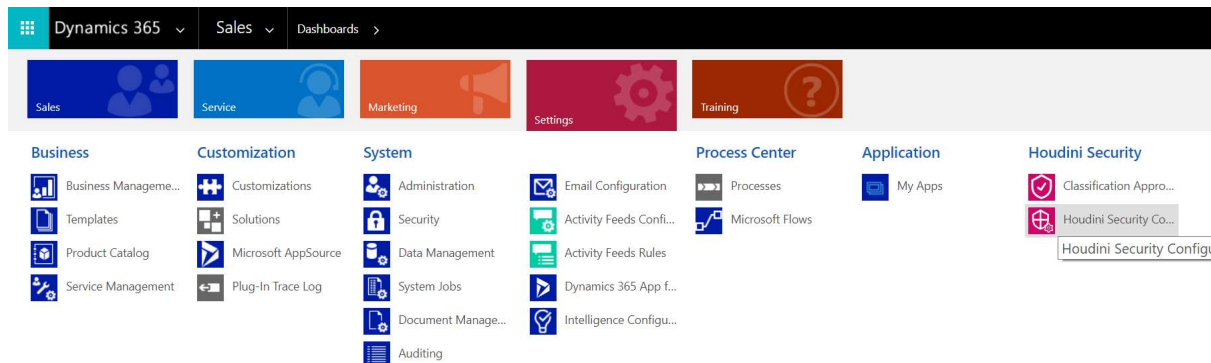 Dynamics 365 Sales Dashboards
Sales Service Marketing Settings Training
Business
Business Manageme...
Templates
Product Catalog
Service Management
Customization
Customizations
Solutions
Microsoft AppSource
Plug-In Trace Log
System
Administration
Security
Data Management
System Jobs
Document Manage...
Auditing
Email Configuration
Activity Feeds Confi...
Activity Feeds Rules
Dynamics 365 App f...
Intelligence Configu...
Process Center
Processes
Microsoft Flows
Application
My Apps
Houdini Security
Classification Appro...
Houdini Security Co...
Houdini Security Configu